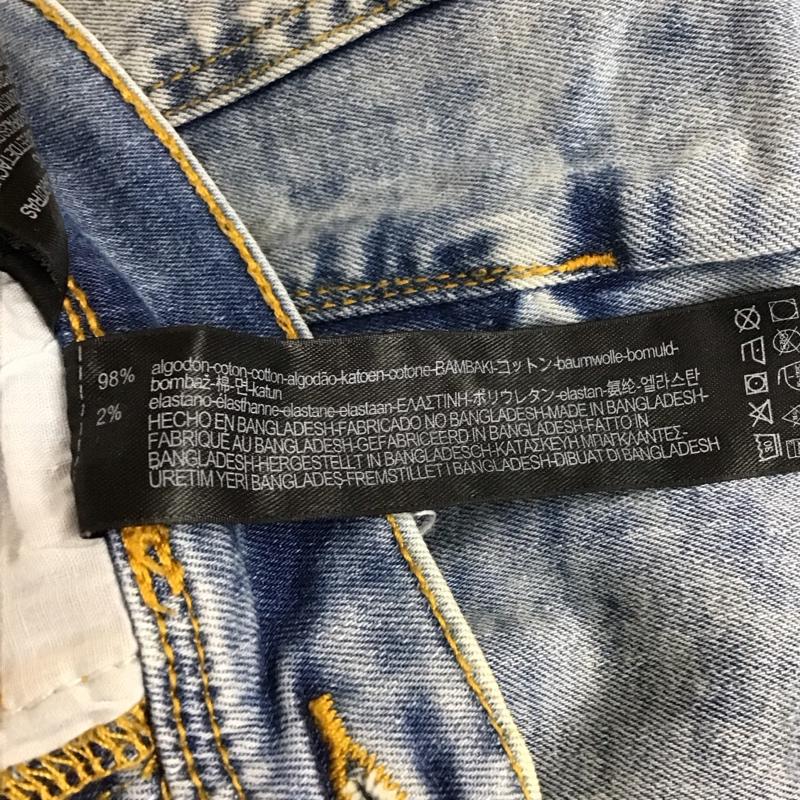 98% algodón-coton-cotton-algodão-katoen-cotone-ΒΑΜΒΑΚΙ-コットン-baumwolle-bomuld-
bombaž-棉-면-katun
2% elastano-élasthanne-elastane-elastaan-ΕΛΑΣΤΙΝΗ-ポリウレタン-elastan-氨纶-엘라스탄
HECHO EN BANGLADESH-FABRICADO NO BANGLADESH-MADE IN BANGLADESH-
FABRIQUE AU BANGLADESH-GEFABRICEERD IN BANGLADESH-FATTO IN
BANGLADESH-HERGESTELLT IN BANGLADESCH-ΚΑΤΑΣΚΕΥΗ ΜΠΑΓΚΛΑΝΤΕΣ-
ÜRETIM YERİ BANGLADEŞ-FREMSTILLET I BANGLADESH-DIBUAT DI BANGLADESH